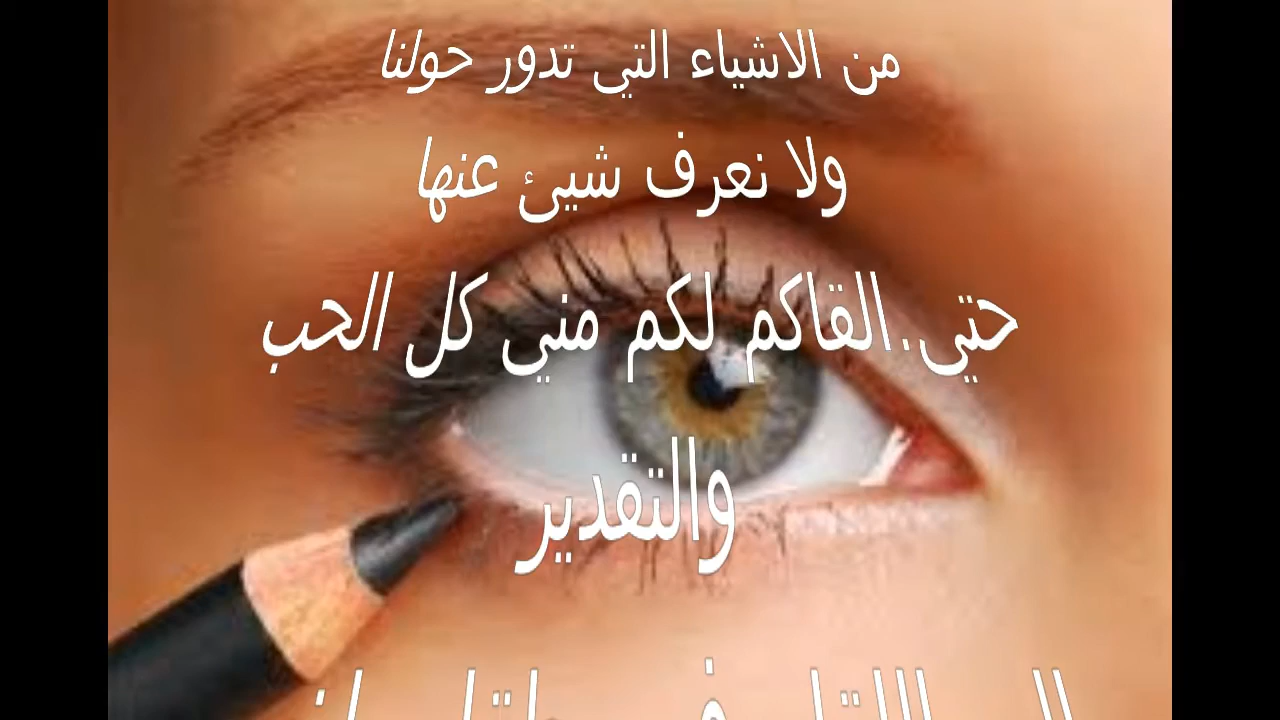 من الاشياء التي تدور حولنا
ولا نعرف شيئ عنها
حتي.القاكم لكم مني كل الحب
والتقدير